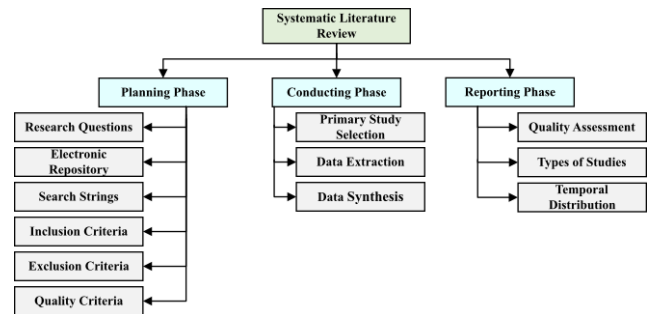 Systematic Literature
Review
Planning Phase
Conducting Phase
Reporting Phase
Research Questions
Electronic
Repository
Search Strings
Inclusion Criteria
Exclusion Criteria
Quality Criteria
Primary Study
Selection
Data Extraction
Data Synthesis
Quality Assessment
Types of Studies
Temporal
Distribution